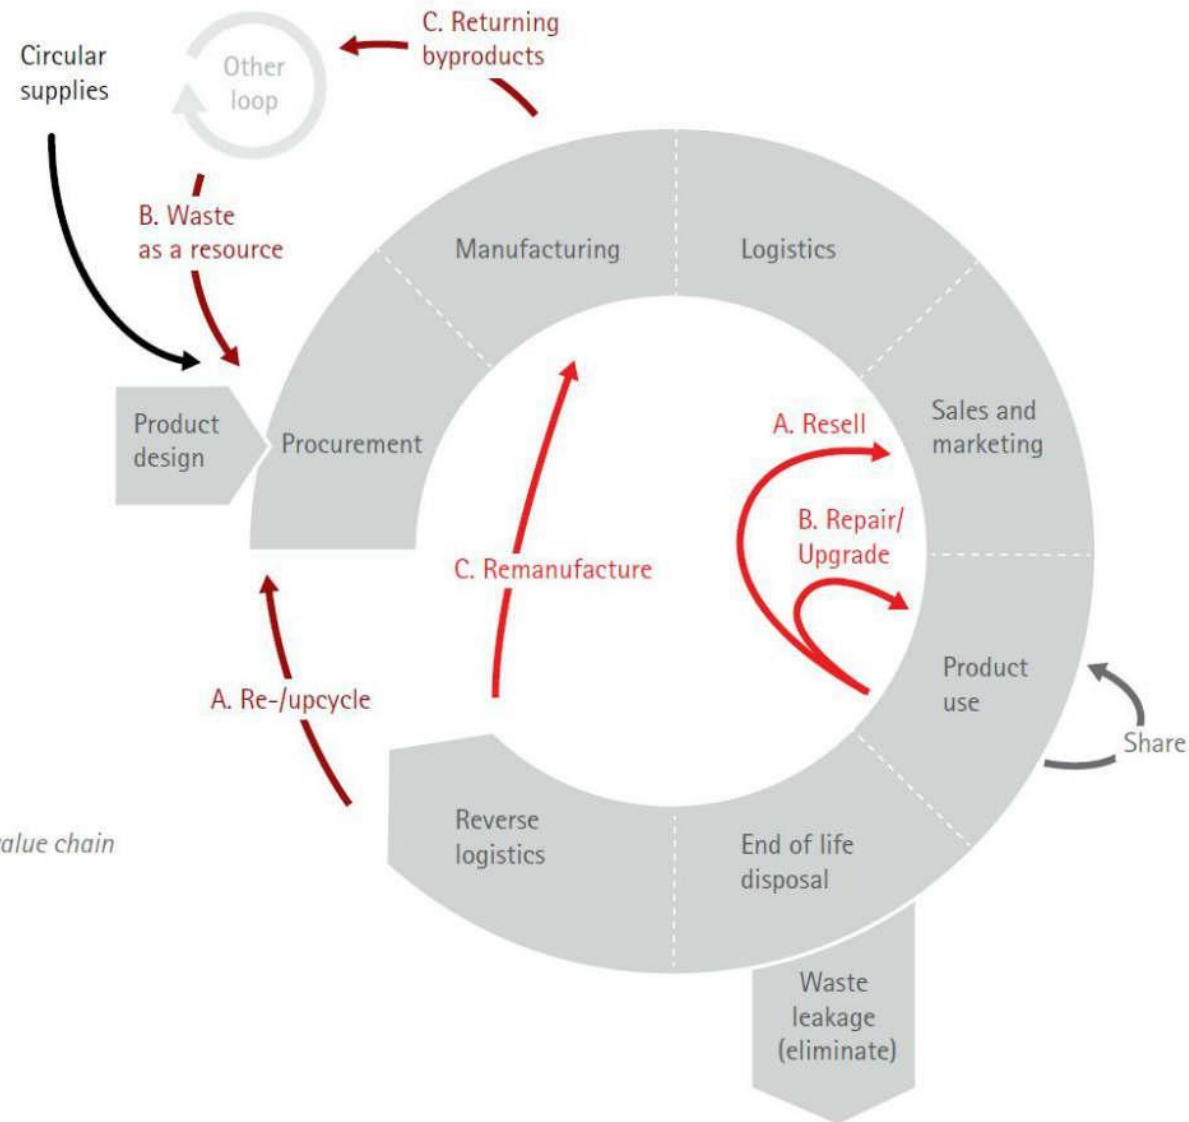 Circular
supplies
Other
loop
C. Returning
byproducts
B. Waste
as a resource
Manufacturing
Logistics
Product
design
Procurement
A. Resell
Sales and
marketing
B. Repair/
Upgrade
C. Remanufacture
Product
use
A. Re-/upcycle
Share
Reverse
logistics
End of life
disposal
value chain
Waste
leakage
(eliminate)